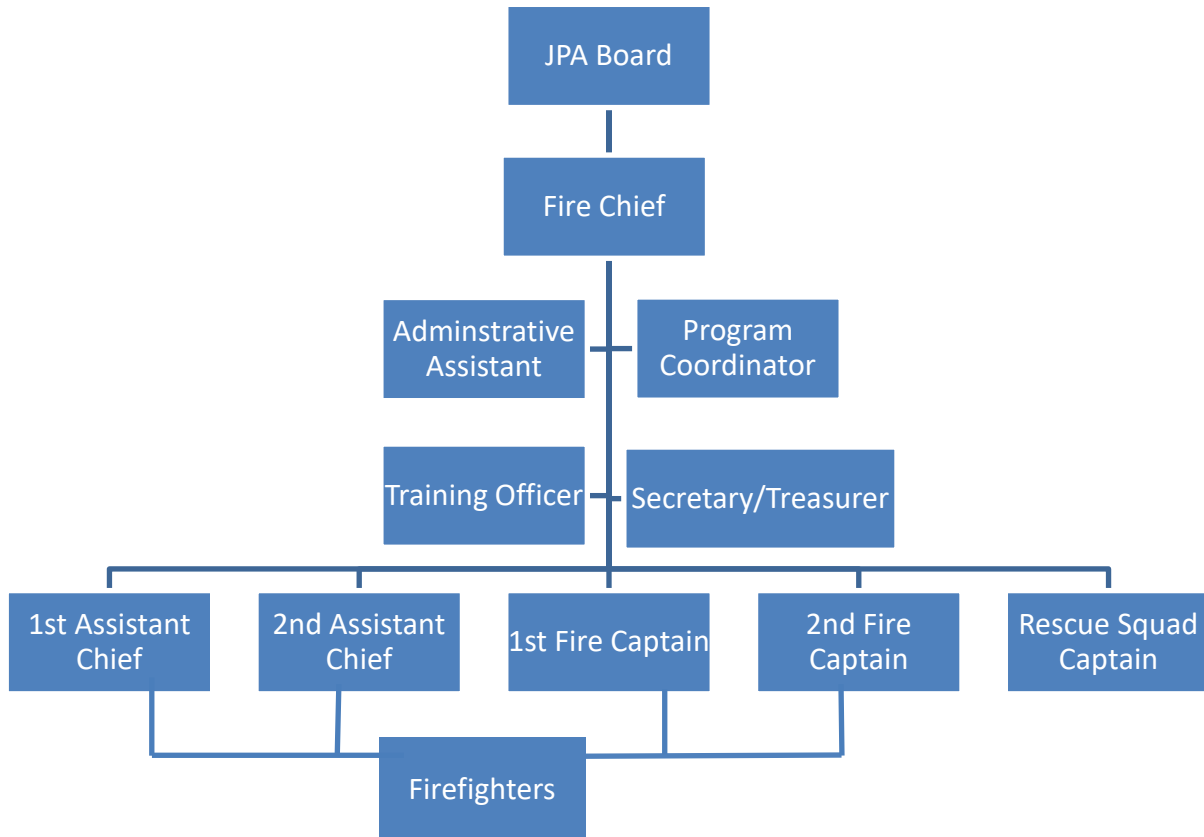 JPA Board
Fire Chief
Adminstrative
Assistant
Program
Coordinator
Training Officer
Secretary/Treasurer
1st Assistant
Chief
2nd Assistant
Chief
1st Fire Captain
2nd Fire
Captain
Rescue Squad
Captain
Firefighters